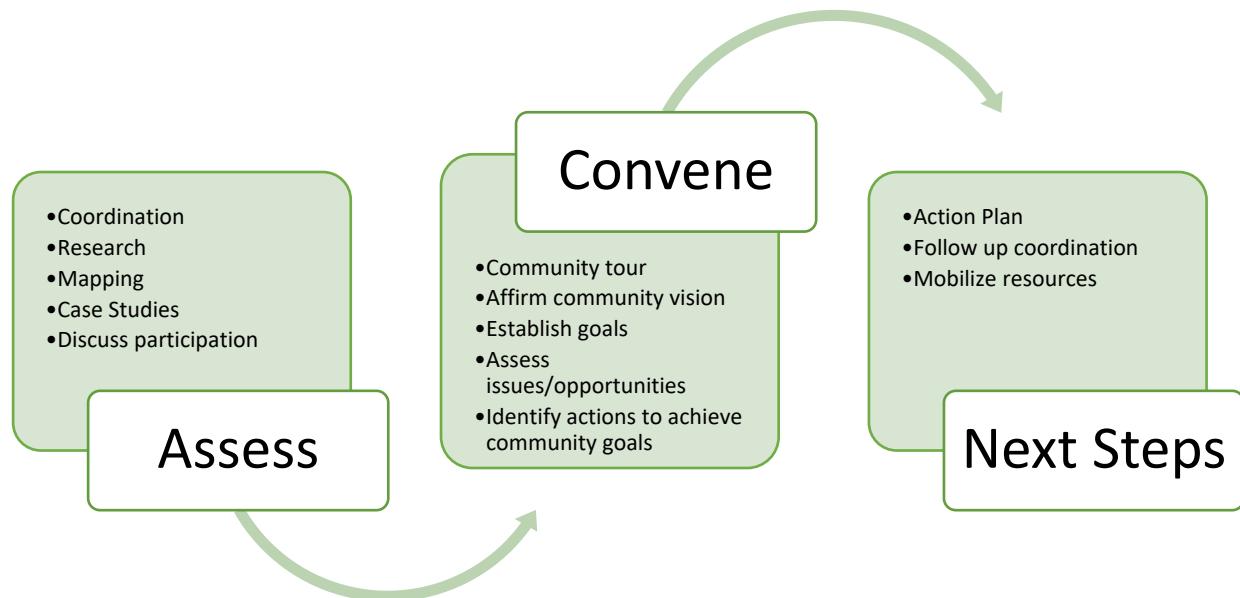 •Coordination
•Research
•Mapping
•Case Studies
•Discuss participation
Assess
Convene
•Community tour
•Affirm community vision
•Establish goals
•Assess
issues/opportunities
•Identify actions to achieve
community goals
•Action Plan
•Follow up coordination
•Mobilize resources
Next Steps